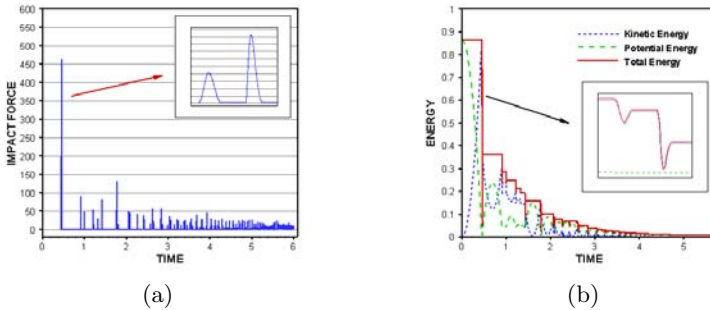 600
550
500
450
400
350
300
250
200
150
100
50
0
IMPACT FORCE
0 1 2 3 4 5 6
TIME
(a)
1
0.9
0.8
0.7
0.6
0.5
0.4
0.3
0.2
0.1
0
ENERGY
Kinetic Energy
Potential Energy
Total Energy
0 1 2 3 4 5
TIME
(b)